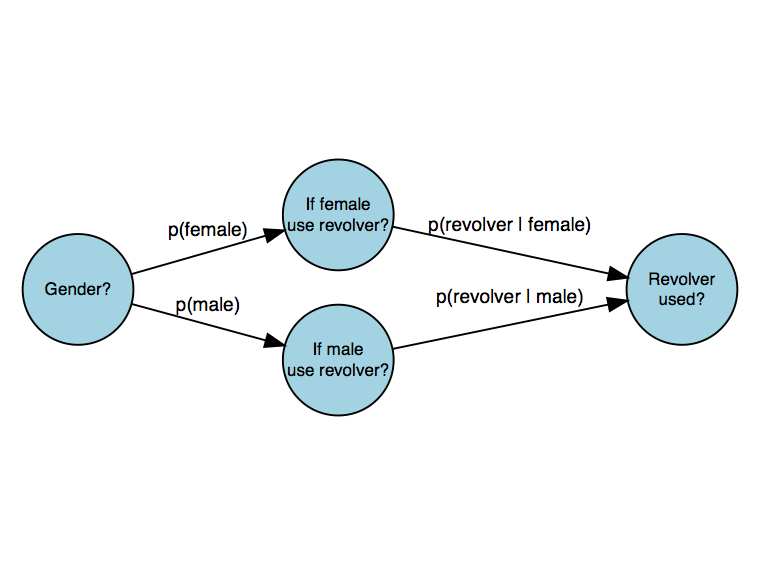 Gender?
p(female)
p(male)
If female
use revolver?
If male
use revolver?
p(revolver | female)
p(revolver | male)
Revolver
used?